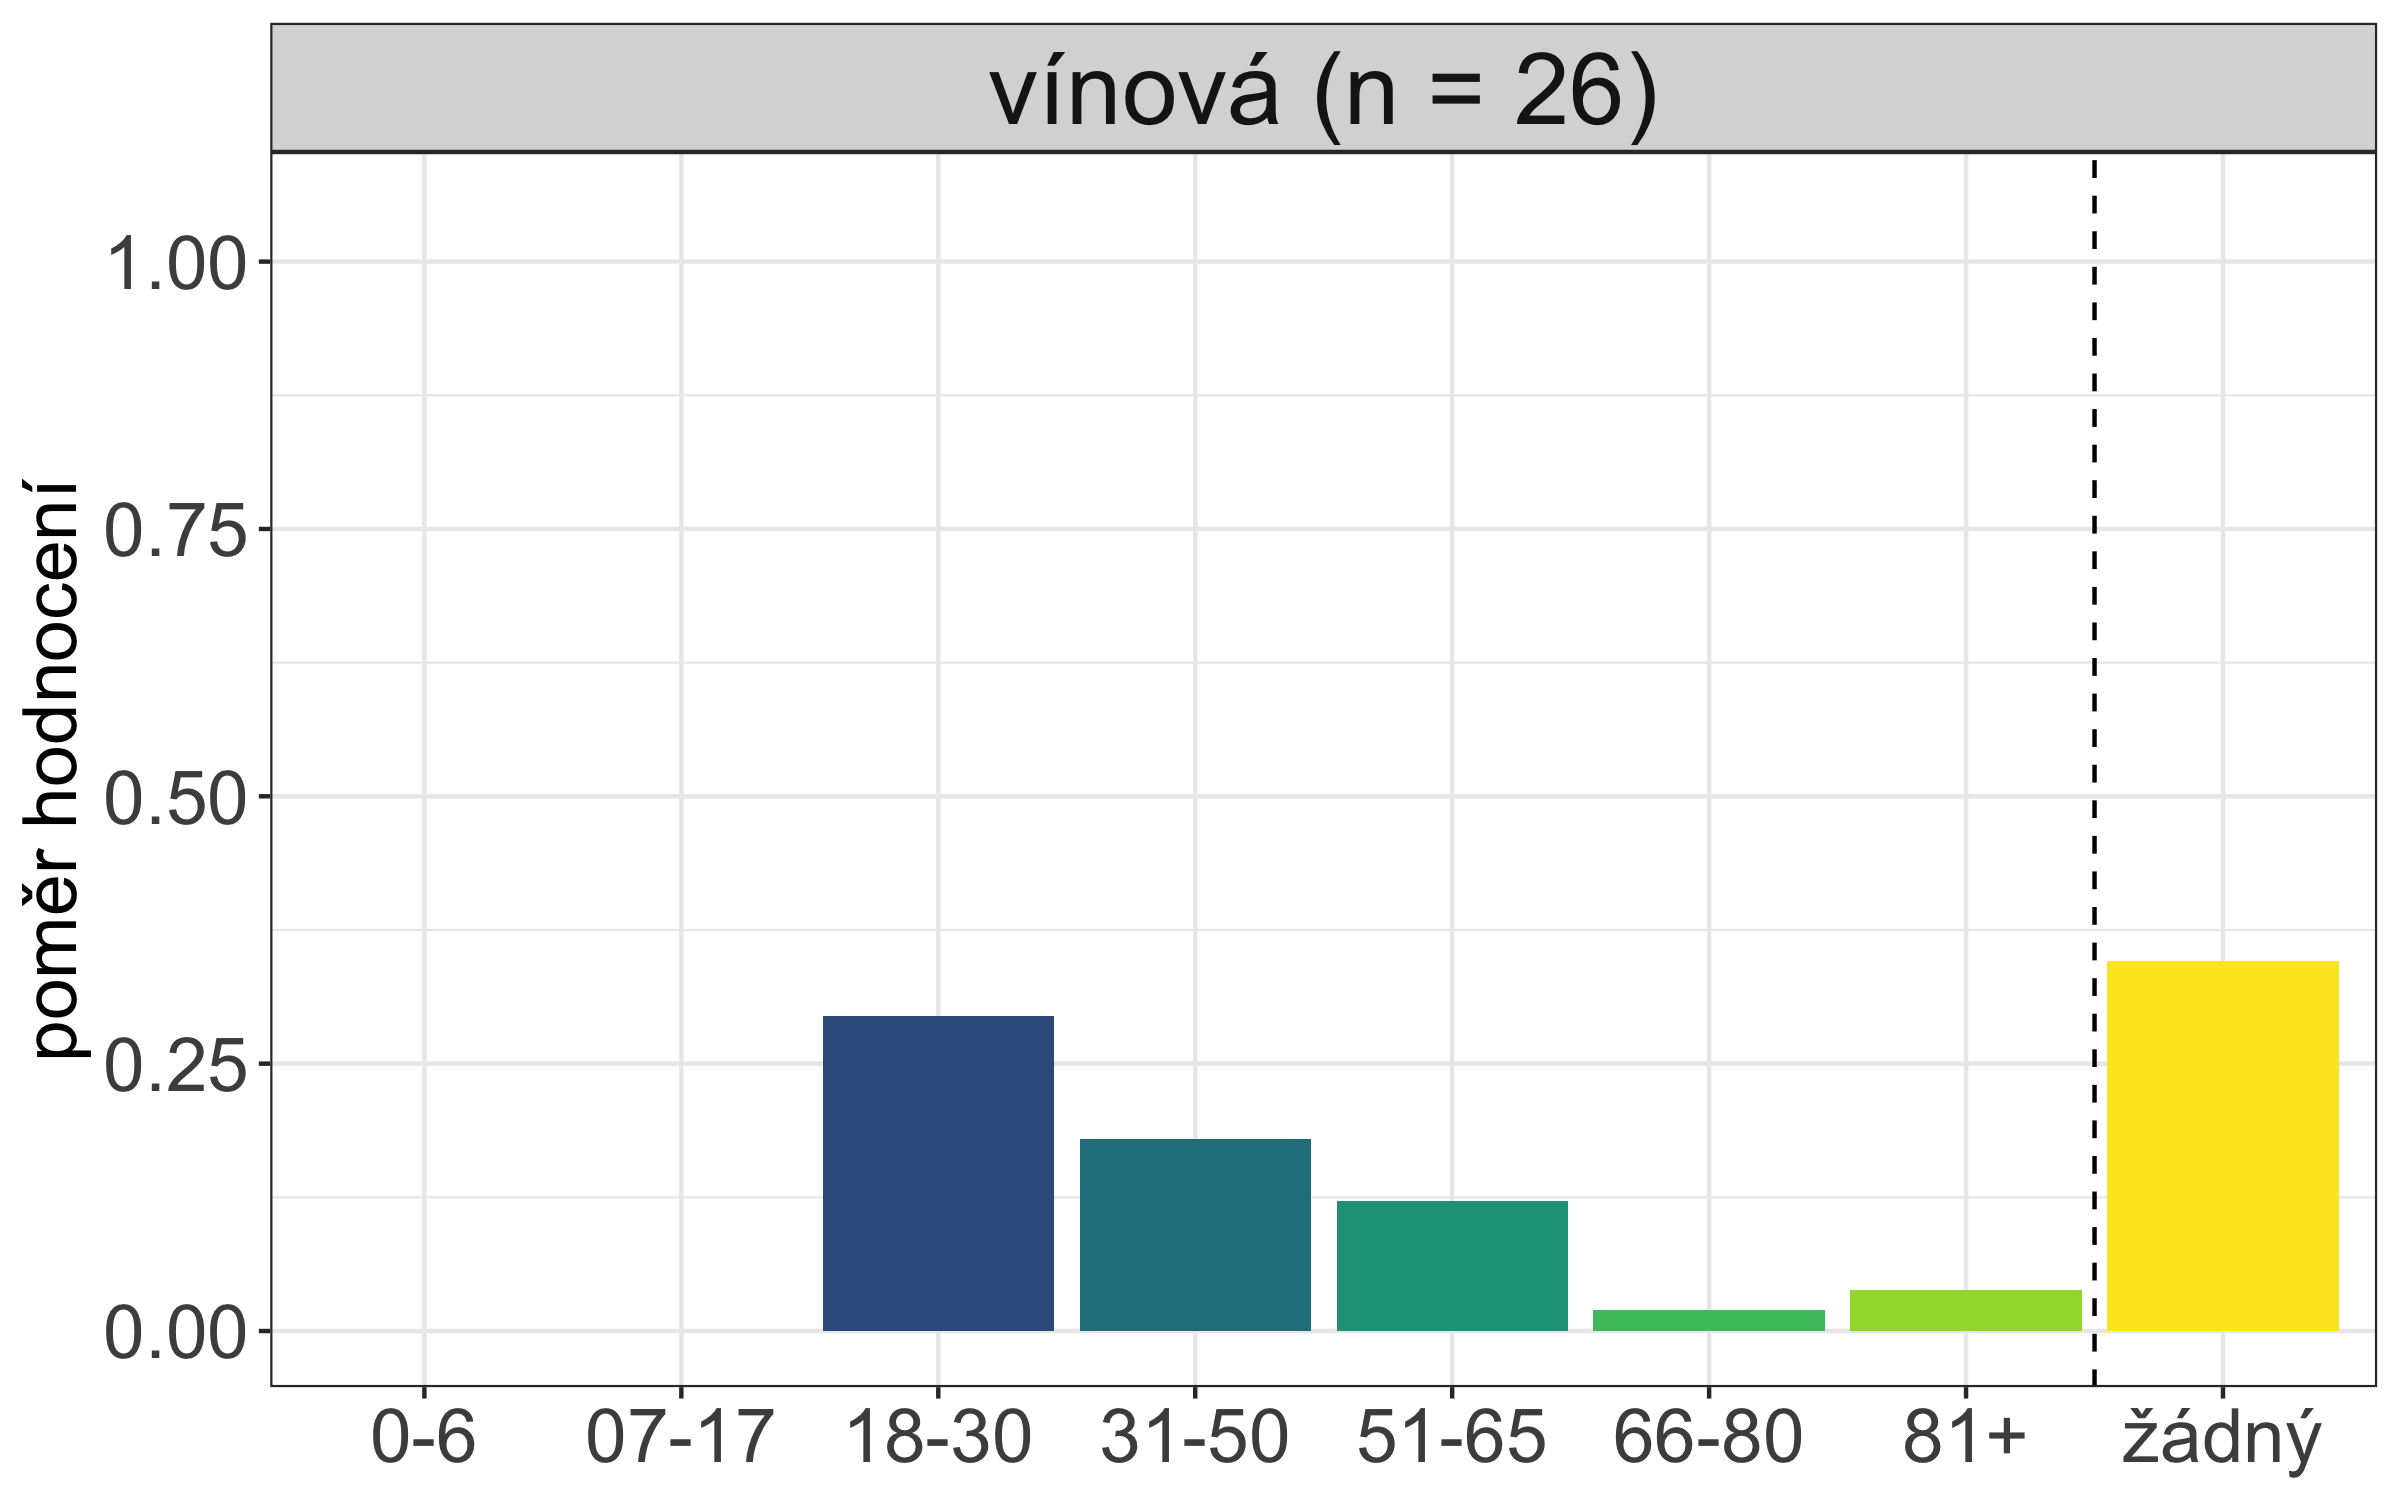 vínová (n = 26)
poměr hodnocení
1.00
0.75
0.50
0.25
0.00
0-6 07-17 18-30 31-50 51-65 66-80 81+ žádný